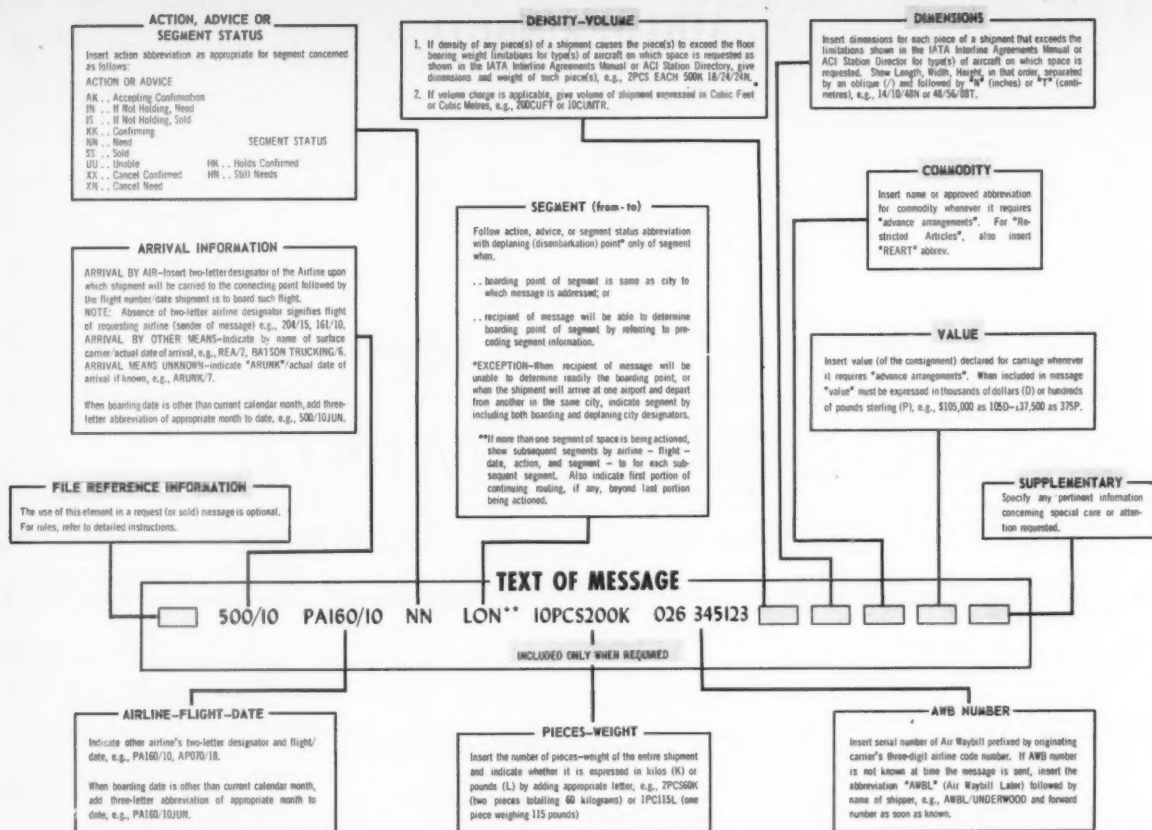 ACTION, ADVICE OR
SEGMENT STATUS
Insert action abbreviation as appropriate for segment concerned
as follows:
ACTION OR ADVICE
AK . . Accepting Confirmation
IN . . If Not Holding, Need
IS . . If Not Holding, Sold
KK . . Confirming
NN . . Need
SS . . Sold
UU . . Unable
XX . . Cancel Confirmed
XN . . Cancel Need
SEGMENT STATUS
HK . . Holds Confirmed
HN . . Still Needs
DENSITY-VOLUME
1. If density of any piece(s) of a shipment causes the piece(s) to exceed the floor
bearing weight limitations for type(s) of aircraft on which space is requested as
shown in the IATA Interline Agreements Manual or ACI Station Directory, give
dimensions and weight of such piece(s), e.g., 2PCS EACH 500K 18/24/24N.
2. If volume charge is applicable, give volume of shipment expressed in Cubic Feet
or Cubic Metres, e.g., 200CUFT or 10CUMTR.
DIMENSIONS
Insert dimensions for each piece of a shipment that exceeds the
limitations shown in the IATA Interline Agreements Manual or
ACI Station Director for type(s) of aircraft on which space is
requested. Show Length, Width, Height, in that order, separated
by an oblique (/) and followed by "N" (inches) or "T" (centi-
metres), e.g., 14/10/48N or 48/56/88T.
COMMODITY
Insert name or approved abbreviation
for commodity whenever it requires
"advance arrangements". For "Re-
stricted Articles", also insert
"REART" abbrev.
SEGMENT (from-to)
Follow action, advice, or segment status abbreviation
with deplaning (disembarkation) point* only of segment
when.
. . boarding point of segment is same as city to
which message is addressed; or
. . recipient of message will be able to determine
boarding point of segment by referring to pre-
ceding segment information.
*EXCEPTION-When recipient of message will be
unable to determine readily the boarding point, or
when the shipment will arrive at one airport and depart
from another in the same city, indicate segment by
including both boarding and deplaning city designators.
**If more than one segment of space is being actioned,
show subsequent segments by airline - flight -
date, action, and segment - to for each sub-
sequent segment. Also indicate first portion of
continuing routing, if any, beyond last portion
being actioned.
ARRIVAL INFORMATION
ARRIVAL BY AIR-Insert two-letter designator of the Airline upon
which shipment will be carried to the connecting point followed by
the flight number/date shipment is to board such flight.
NOTE: Absence of two-letter airline designator signifies flight
of requesting airline (sender of message) e.g., 204/15, 161/10.
ARRIVAL BY OTHER MEANS-Indicate by name of surface
carrier/actual date of arrival, e.g., REA/2, BATSON TRUCKING/6.
ARRIVAL MEANS UNKNOWN-indicate "ARUNK"/actual date of
arrival if known, e.g., ARUNK/7.
When boarding date is other than current calendar month, add three-
letter abbreviation of appropriate month to date, e.g., 500/10JUN.
VALUE
Insert value (of the consignment) declared for carriage whenever
it requires "advance arrangements". When included in message
"value" must be expressed in thousands of dollars (D) or hundreds
of pounds sterling (P), e.g., $105,000 as 105D-£37,500 as 375P.
FILE REFERENCE INFORMATION
The use of this element in a request (or sold) message is optional.
For rules, refer to detailed instructions.
SUPPLEMENTARY
Specify any pertinent information
concerning special care or atten-
tion requested.
TEXT OF MESSAGE
500/10 PA160/10 NN LON** 10PCS200K 026 345123
INCLUDED ONLY WHEN REQUIRED
AIRLINE-FLIGHT-DATE
Indicate other airline's two-letter designator and flight/
date, e.g., PA160/10, AP070/18.
When boarding date is other than current calendar month,
add three-letter abbreviation of appropriate month to
date, e.g., PA160/10JUN.
PIECES-WEIGHT
Insert the number of pieces-weight of the entire shipment
and indicate whether it is expressed in kilos (K) or
pounds (L) by adding appropriate letter, e.g., 2PCS60K
(two pieces totalling 60 kilograms) or 1PC115L (one
piece weighing 115 pounds)
AWB NUMBER
Insert serial number of Air Waybill prefixed by originating
carrier's three-digit airline code number. If AWB number
is not known at time the message is sent, insert the
abbreviation "AWBL" (Air Waybill Later) followed by
name of shipper, e.g., AWBL/UNDERWOOD and forward
number as soon as known.